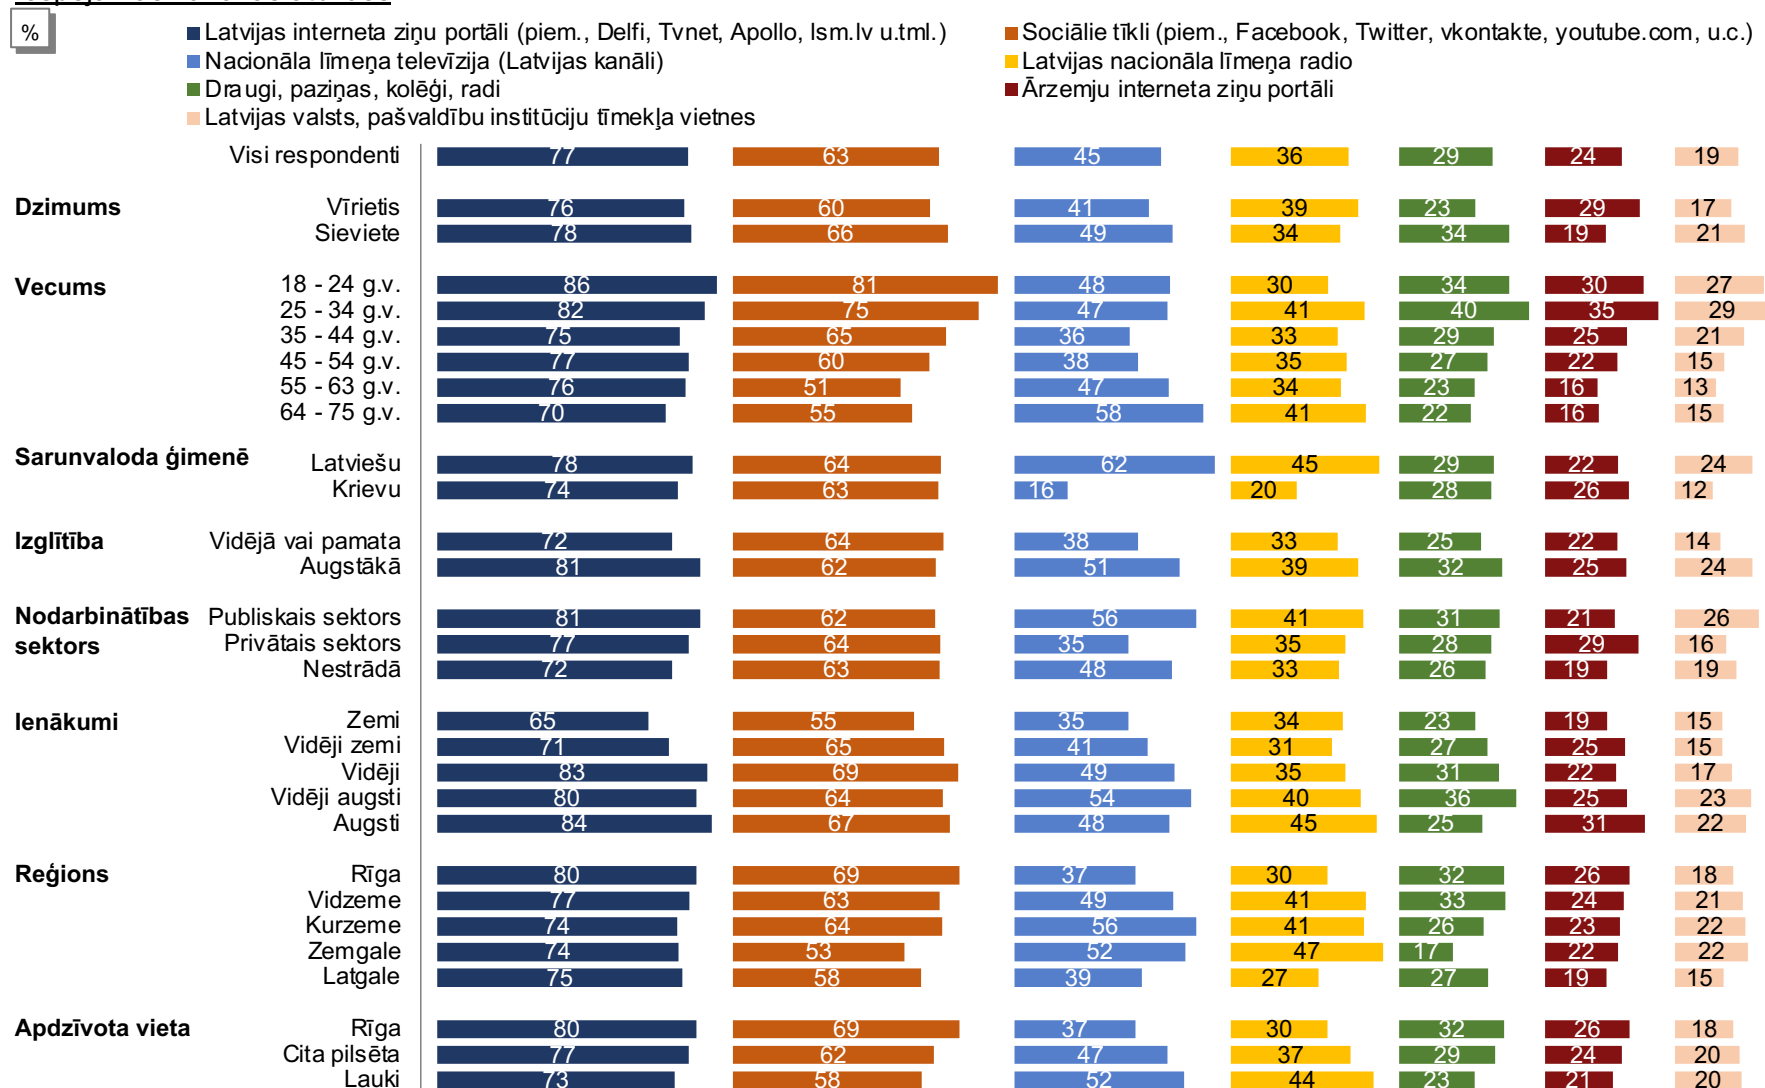 %
Latvijas interneta ziņu portāli (piem., Delfi, Tvnet, Apollo, lsm.lv u.tml.)
Sociālie tīkli (piem., Facebook, Twitter, vkontakte, youtube.com, u.c.)
Nacionāla līmeņa televīzija (Latvijas kanāli)
Latvijas nacionāla līmeņa radio
Draugi, paziņas, kolēģi, radi
Ārzemju interneta ziņu portāli
Latvijas valsts, pašvaldību institūciju tīmekļa vietnes
Visi respondenti 77 63 45 36 29 24 19
Dzimums Vīrietis 76 60 41 39 23 29 17
Sieviete 78 66 49 34 34 19 21
Vecums 18 - 24 g.v. 86 81 48 30 34 30 27
25 - 34 g.v. 82 75 47 41 40 35 29
35 - 44 g.v. 75 65 36 33 29 25 21
45 - 54 g.v. 77 60 38 35 27 22 15
55 - 63 g.v. 76 51 47 34 23 16 13
64 - 75 g.v. 70 55 58 41 22 16 15
Sarunvaloda ģimenē Latviešu 78 64 62 45 29 22 24
Krievu 74 63 16 20 28 26 12
Izglītība Vidējā vai pamata 72 64 38 33 25 22 14
Augstākā 81 62 51 39 32 25 24
Nodarbinātības Publiskais sektors 81 62 56 41 31 21 26
sektors Privātais sektors 77 64 35 35 28 29 16
Nestrādā 72 63 48 33 26 19 19
Ienākumi Zemi 65 55 35 34 23 19 15
Vidēji zemi 71 65 41 31 27 25 15
Vidēji 83 69 49 35 31 22 17
Vidēji augsti 80 64 54 40 36 25 23
Augsti 84 67 48 45 25 31 22
Reģions Rīga 80 69 37 30 32 26 18
Vidzeme 77 63 49 41 33 24 21
Kurzeme 74 64 56 41 26 23 22
Zemgale 74 53 52 47 17 22 22
Latgale 75 58 39 27 27 19 15
Apdzīvota vieta Rīga 80 69 37 30 32 26 18
Cita pilsēta 77 62 47 37 29 24 20
Lauki 73 58 52 44 23 21 20